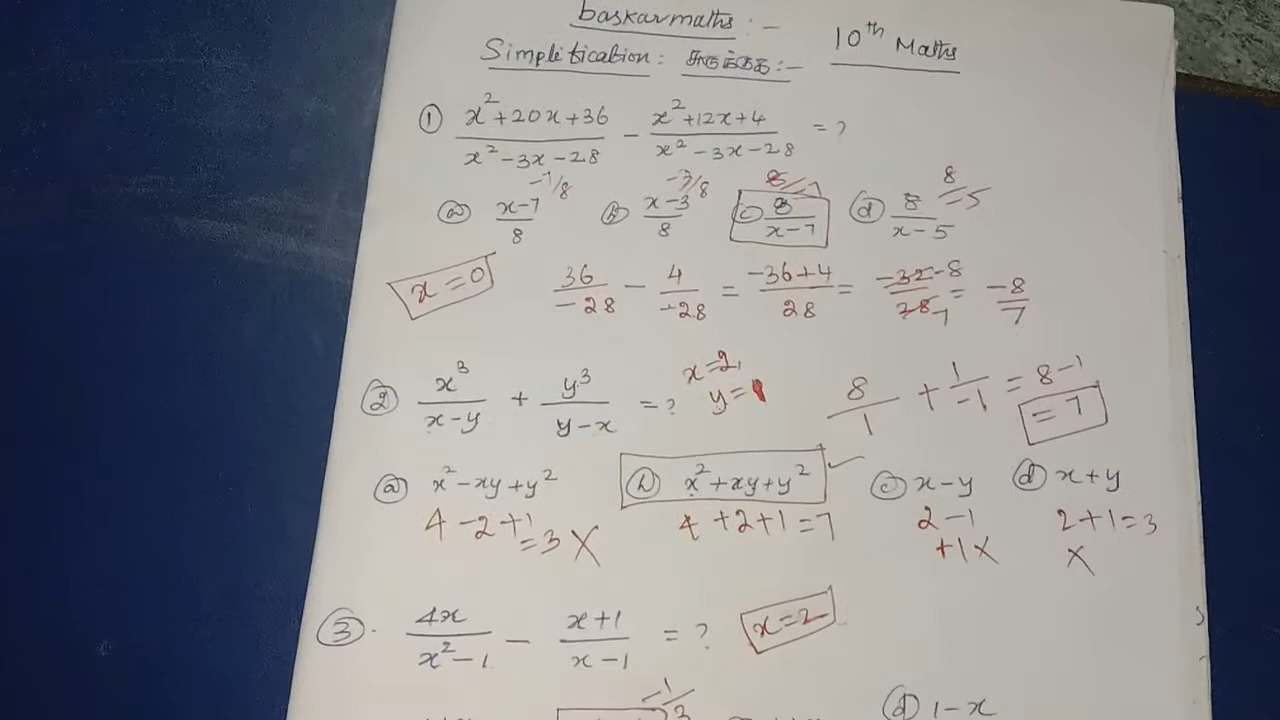 baskarmaths :-
10th Maths
Simplification : சுருக்குக :-
① (x²+20x+36)/(x²-3x-28) - (x²+12x+4)/(x²-3x-28) = ?
-7/8 -3/8 8/-7 8/-5
ⓐ (x-7)/8 ⓑ (x-3)/8 ⓒ 8/(x-7) ⓓ 8/(x-5)
x=0 36/-28 - 4/-28 = (-36+4)/28 = -32/28 -8/7 = -8/7
② x³/(x-y) + y³/(y-x) = ? x=2, y=1 8/1 + 1/-1 = 8-1
= 7
ⓐ x²-xy+y² ⓑ x²+xy+y² ✓ ⓒ x-y ⓓ x+y
4-2+1 =3 X 4+2+1=7 2-1 2+1=3
+1 X X
③. 4x/(x²-1) - (x+1)/(x-1) = ? x=2
-1/3
ⓓ 1-x